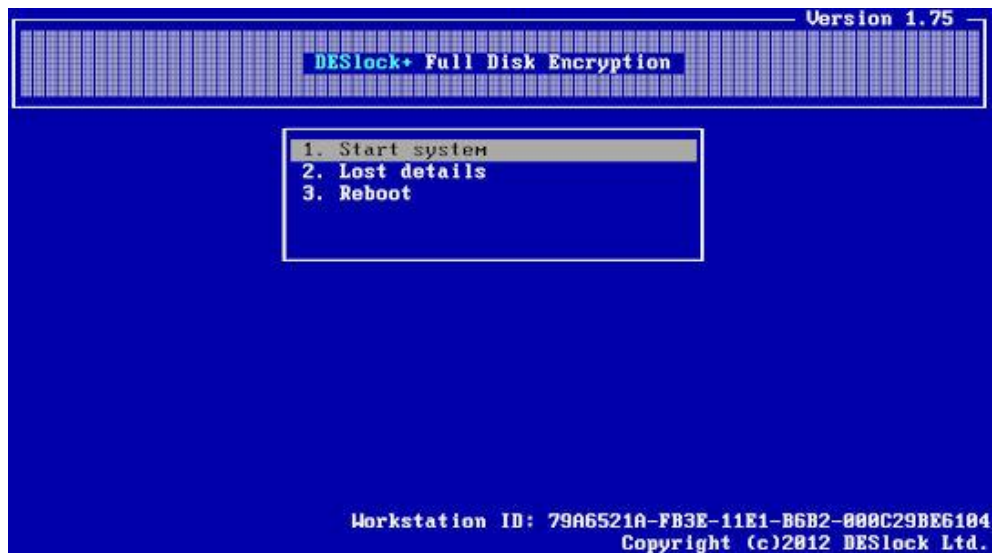 Version 1.75
DESlock+ Full Disk Encryption
1. Start system
2. Lost details
3. Reboot
Workstation ID: 79A6521A-FB3E-11E1-B6B2-000C29BE6104
Copyright (c)2012 DESlock Ltd.